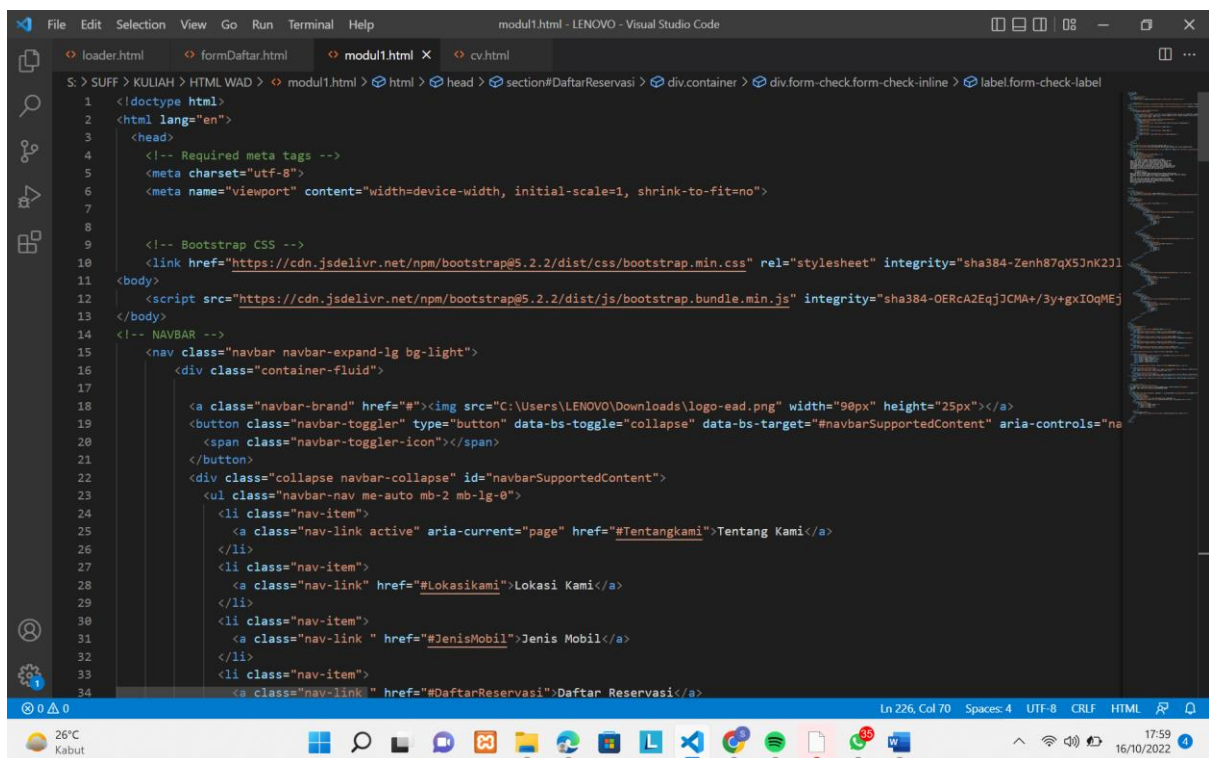 File Edit Selection View Go Run Terminal Help modul1.html - LENOVO - Visual Studio Code
loader.html formDaftar.html modul1.html cv.html
S: > SUFF > KULIAH > HTML WAD > modul1.html > html > head > section#DaftarReservasi > div.container > div.form-check.form-check-inline > label.form-check-label
1 <!doctype html>
2 <html lang="en">
3 <head>
4 <!-- Required meta tags -->
5 <meta charset="utf-8">
6 <meta name="viewport" content="width=device-width, initial-scale=1, shrink-to-fit=no">
7
8
9 <!-- Bootstrap CSS -->
10 <link href="https://cdn.jsdelivr.net/npm/bootstrap@5.2.2/dist/css/bootstrap.min.css" rel="stylesheet" integrity="sha384-Zenh87qX5JnK2Jl
11 <body>
12 <script src="https://cdn.jsdelivr.net/npm/bootstrap@5.2.2/dist/js/bootstrap.bundle.min.js" integrity="sha384-OERcA2EqjJCMA+/3y+gxIOqMEj
13 </body>
14 <!-- NAVBAR -->
15 <nav class="navbar navbar-expand-lg bg-light">
16 <div class="container-fluid">
17
18 <a class="navbar-brand" href="#"><img src="C:\Users\LENOVO\Downloads\logo-ead.png" width="90px" height="25px"></a>
19 <button class="navbar-toggler" type="button" data-bs-toggle="collapse" data-bs-target="#navbarSupportedContent" aria-controls="na
20 <span class="navbar-toggler-icon"></span>
21 </button>
22 <div class="collapse navbar-collapse" id="navbarSupportedContent">
23 <ul class="navbar-nav me-auto mb-2 mb-lg-0">
24 <li class="nav-item">
25 <a class="nav-link active" aria-current="page" href="#Tentangkami">Tentang Kami</a>
26 </li>
27 <li class="nav-item">
28 <a class="nav-link" href="#Lokasikami">Lokasi Kami</a>
29 </li>
30 <li class="nav-item">
31 <a class="nav-link " href="#JenisMobil">Jenis Mobil</a>
32 </li>
33 <li class="nav-item">
34 <a class="nav-link " href="#DaftarReservasi">Daftar Reservasi</a>
1
0 0 Ln 226, Col 70 Spaces: 4 UTF-8 CRLF HTML
26°C
Kabut
35
17:59
16/10/2022
4